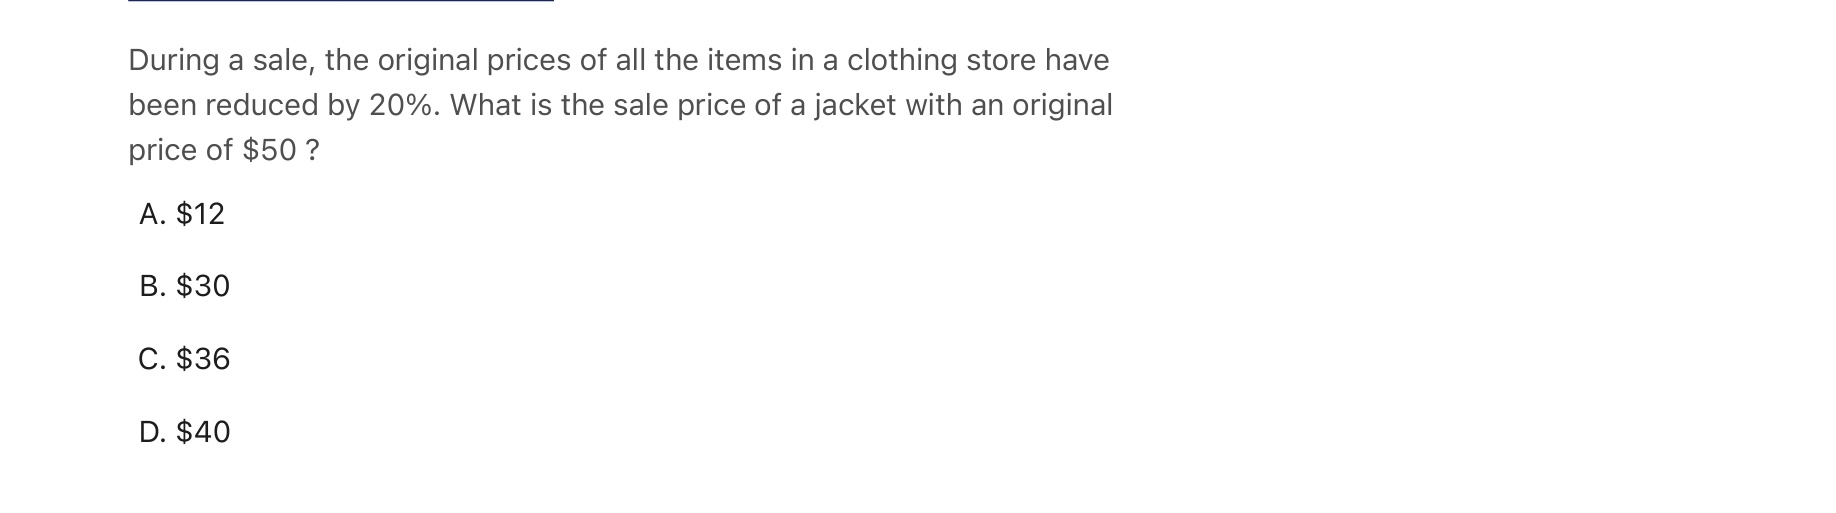 During a sale, the original prices of all the items in a clothing store have
been reduced by 20%. What is the sale price of a jacket with an original
price of $50 ?
A. $12
B. $30
C. $36
D. $40